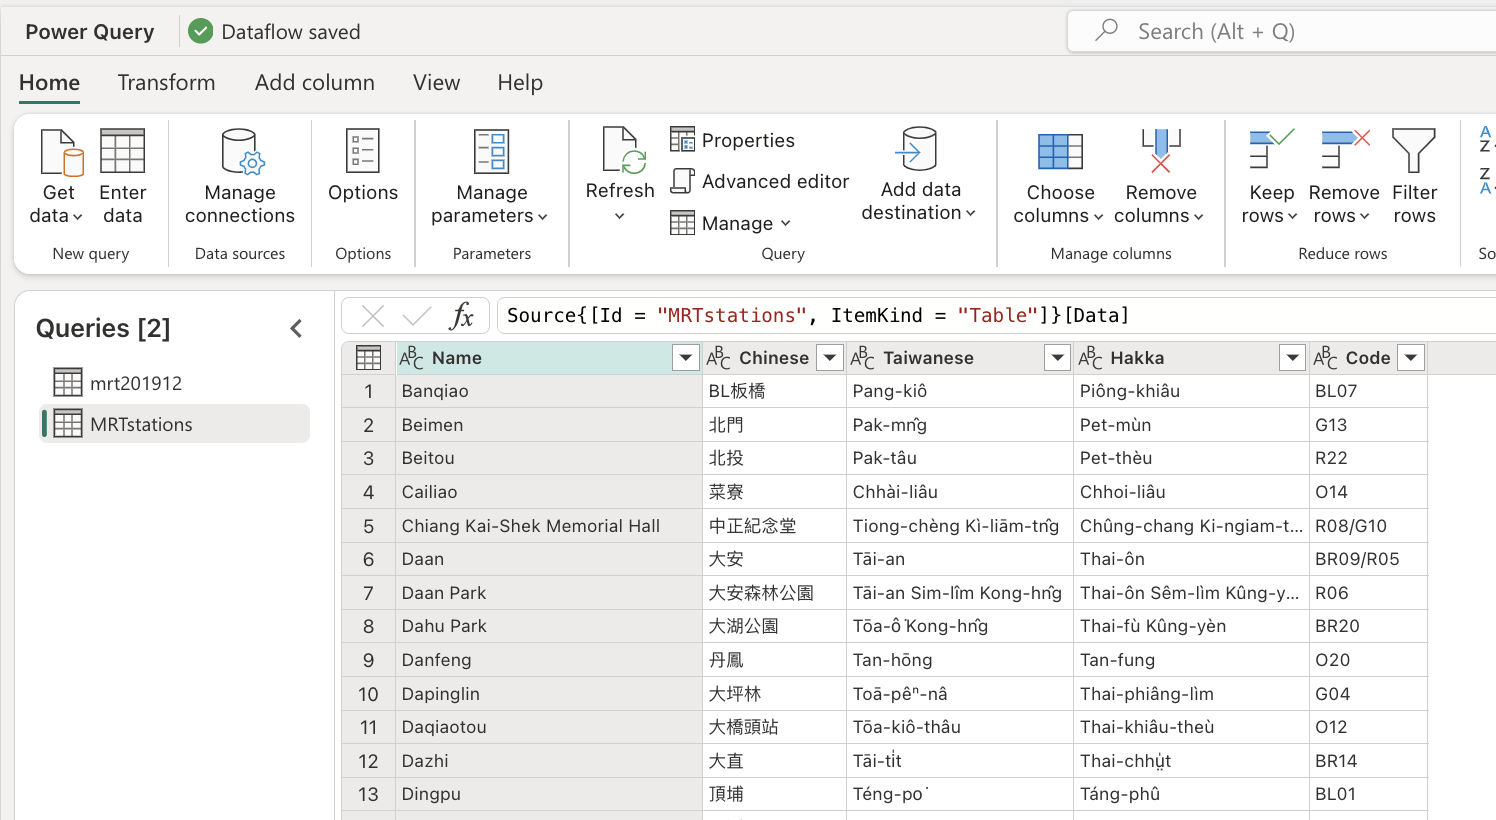 Power Query
Dataflow saved
Search (Alt + Q)
Home Transform Add column View Help
Get data
Enter data
New query
Manage connections
Data sources
Options
Options
Manage parameters
Parameters
Refresh
Properties
Advanced editor
Manage
Add data destination
Query
Choose columns
Remove columns
Manage columns
Keep rows
Remove rows
Filter rows
Reduce rows
A Z
Z A
So
Queries [2]
mrt201912
MRTstations
fx
Source{[Id = "MRTstations", ItemKind = "Table"]}[Data]
ABC Name ABC Chinese ABC Taiwanese ABC Hakka ABC Code
1 Banqiao BL板橋 Pang-kiô Piông-khiâu BL07
2 Beimen 北門 Pak-mn̂g Pet-mùn G13
3 Beitou 北投 Pak-tâu Pet-thèu R22
4 Cailiao 菜寮 Chhài-liâu Chhoi-liâu O14
5 Chiang Kai-Shek Memorial Hall 中正紀念堂 Tiong-chèng Kì-liām-tn̂g Chûng-chang Ki-ngiam-t... R08/G10
6 Daan 大安 Tāi-an Thai-ôn BR09/R05
7 Daan Park 大安森林公園 Tāi-an Sim-lîm Kong-hn̂g Thai-ôn Sêm-lìm Kûng-y... R06
8 Dahu Park 大湖公園 Tōa-ô͘ Kong-hn̂g Thai-fù Kûng-yèn BR20
9 Danfeng 丹鳳 Tan-hōng Tan-fung O20
10 Dapinglin 大坪林 Toā-pêⁿ-nâ Thai-phiâng-lìm G04
11 Daqiaotou 大橋頭站 Tōa-kiô-thâu Thai-khiâu-theù O12
12 Dazhi 大直 Tāi-ti̍t Thai-chhṳ̍t BR14
13 Dingpu 頂埔 Téng-po͘ Táng-phû BL01